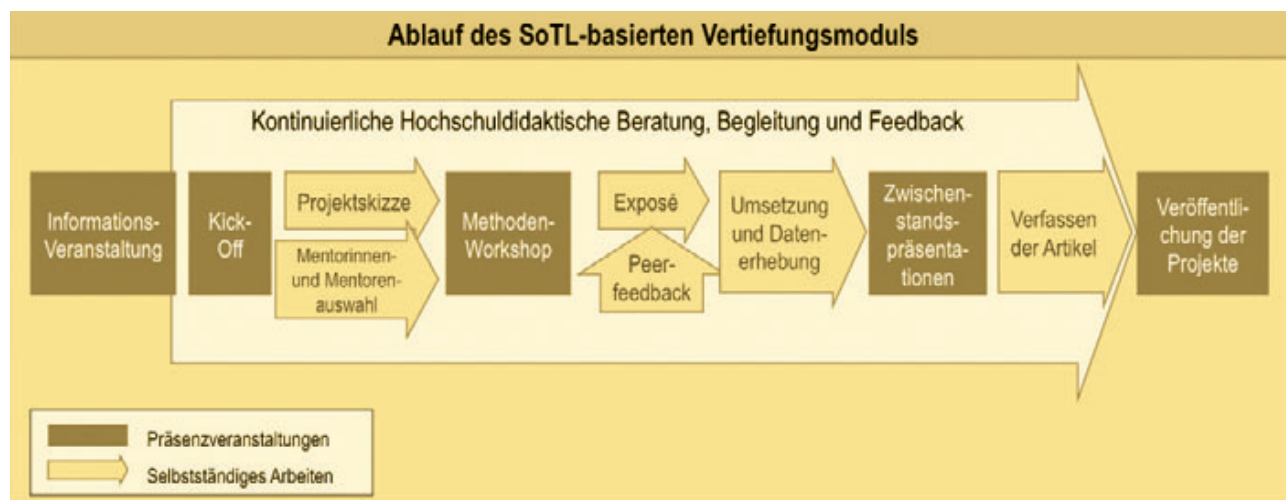 Ablauf des SoTL-basierten Vertiefungsmoduls
Kontinuierliche Hochschuldidaktische Beratung, Begleitung und Feedback
Informations-
Veranstaltung
Kick-
Off
Projektskizze
Mentorinnen-
und Mentoren-
auswahl
Methoden-
Workshop
Exposé
Peer-
feedback
Umsetzung
und Daten-
erhebung
Zwischen-
stands-
präsenta-
tionen
Verfassen
der Artikel
Veröffentli-
chung der
Projekte
Präsenzveranstaltungen
Selbstständiges Arbeiten